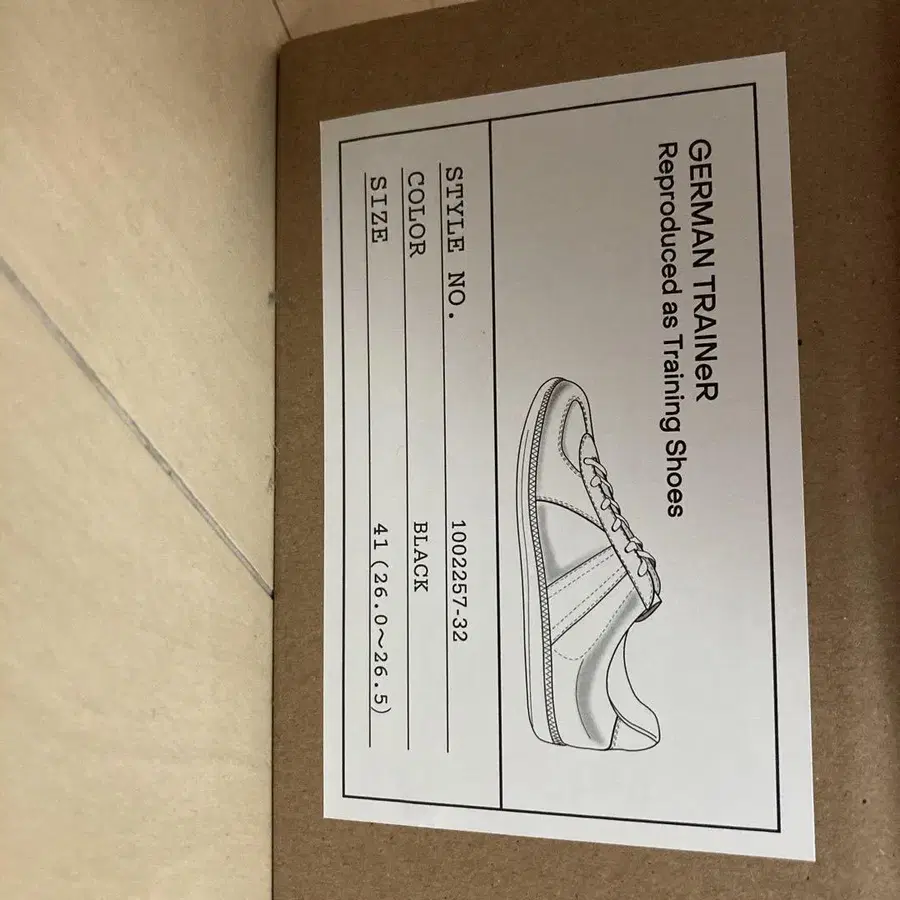 GERMAN TRAINeR
Reproduced as Training Shoes
STYLE NO. 1002257-32
COLOR BLACK
SIZE 41(26.0〜26.5)